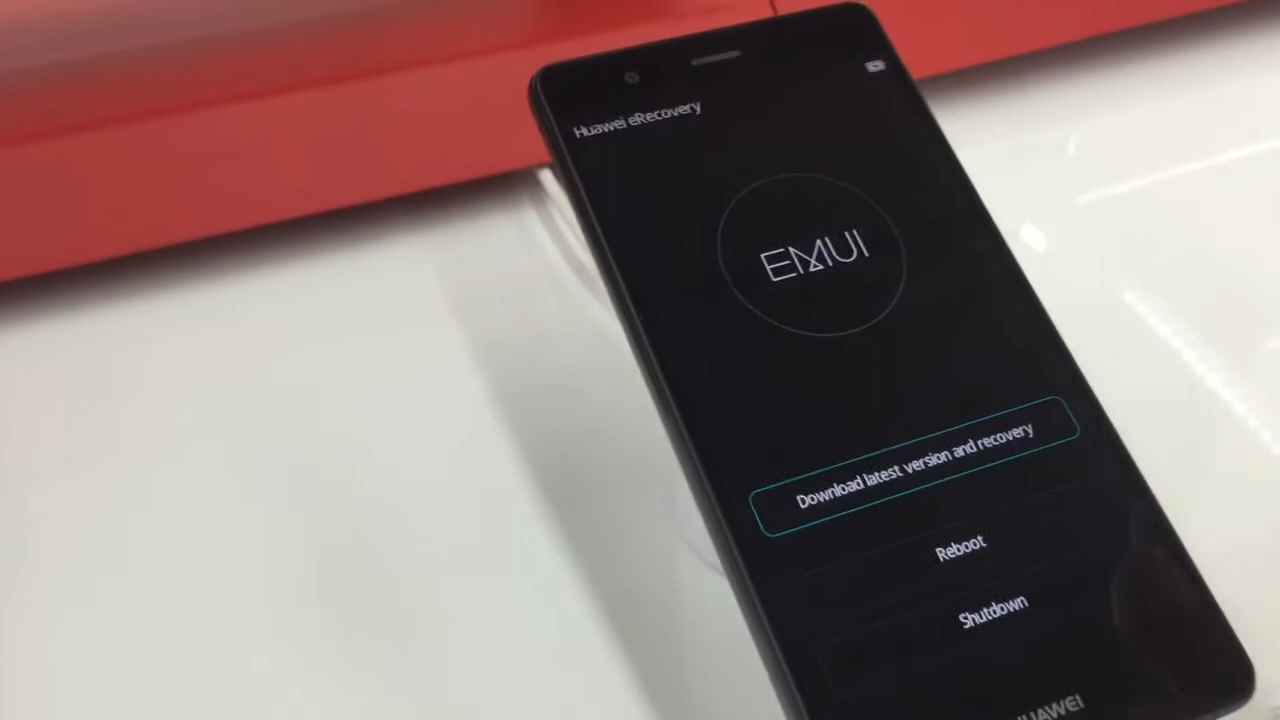 Huawei eRecovery
EMUI
Download latest version and recovery
Reboot
Shutdown
HUAWEI